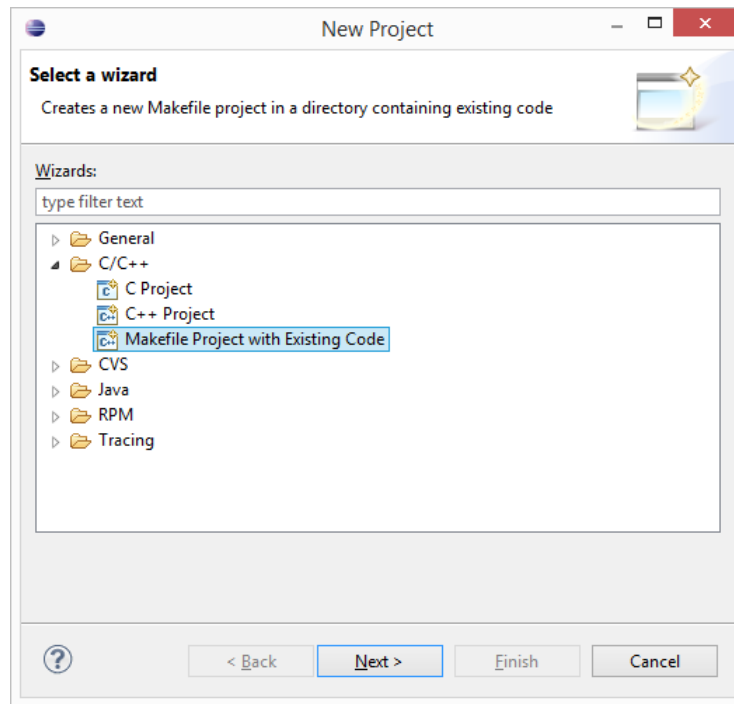 New Project
Select a wizard
Creates a new Makefile project in a directory containing existing code
Wizards:
type filter text
General
C/C++
C Project
C++ Project
Makefile Project with Existing Code
CVS
Java
RPM
Tracing
< Back Next > Finish Cancel